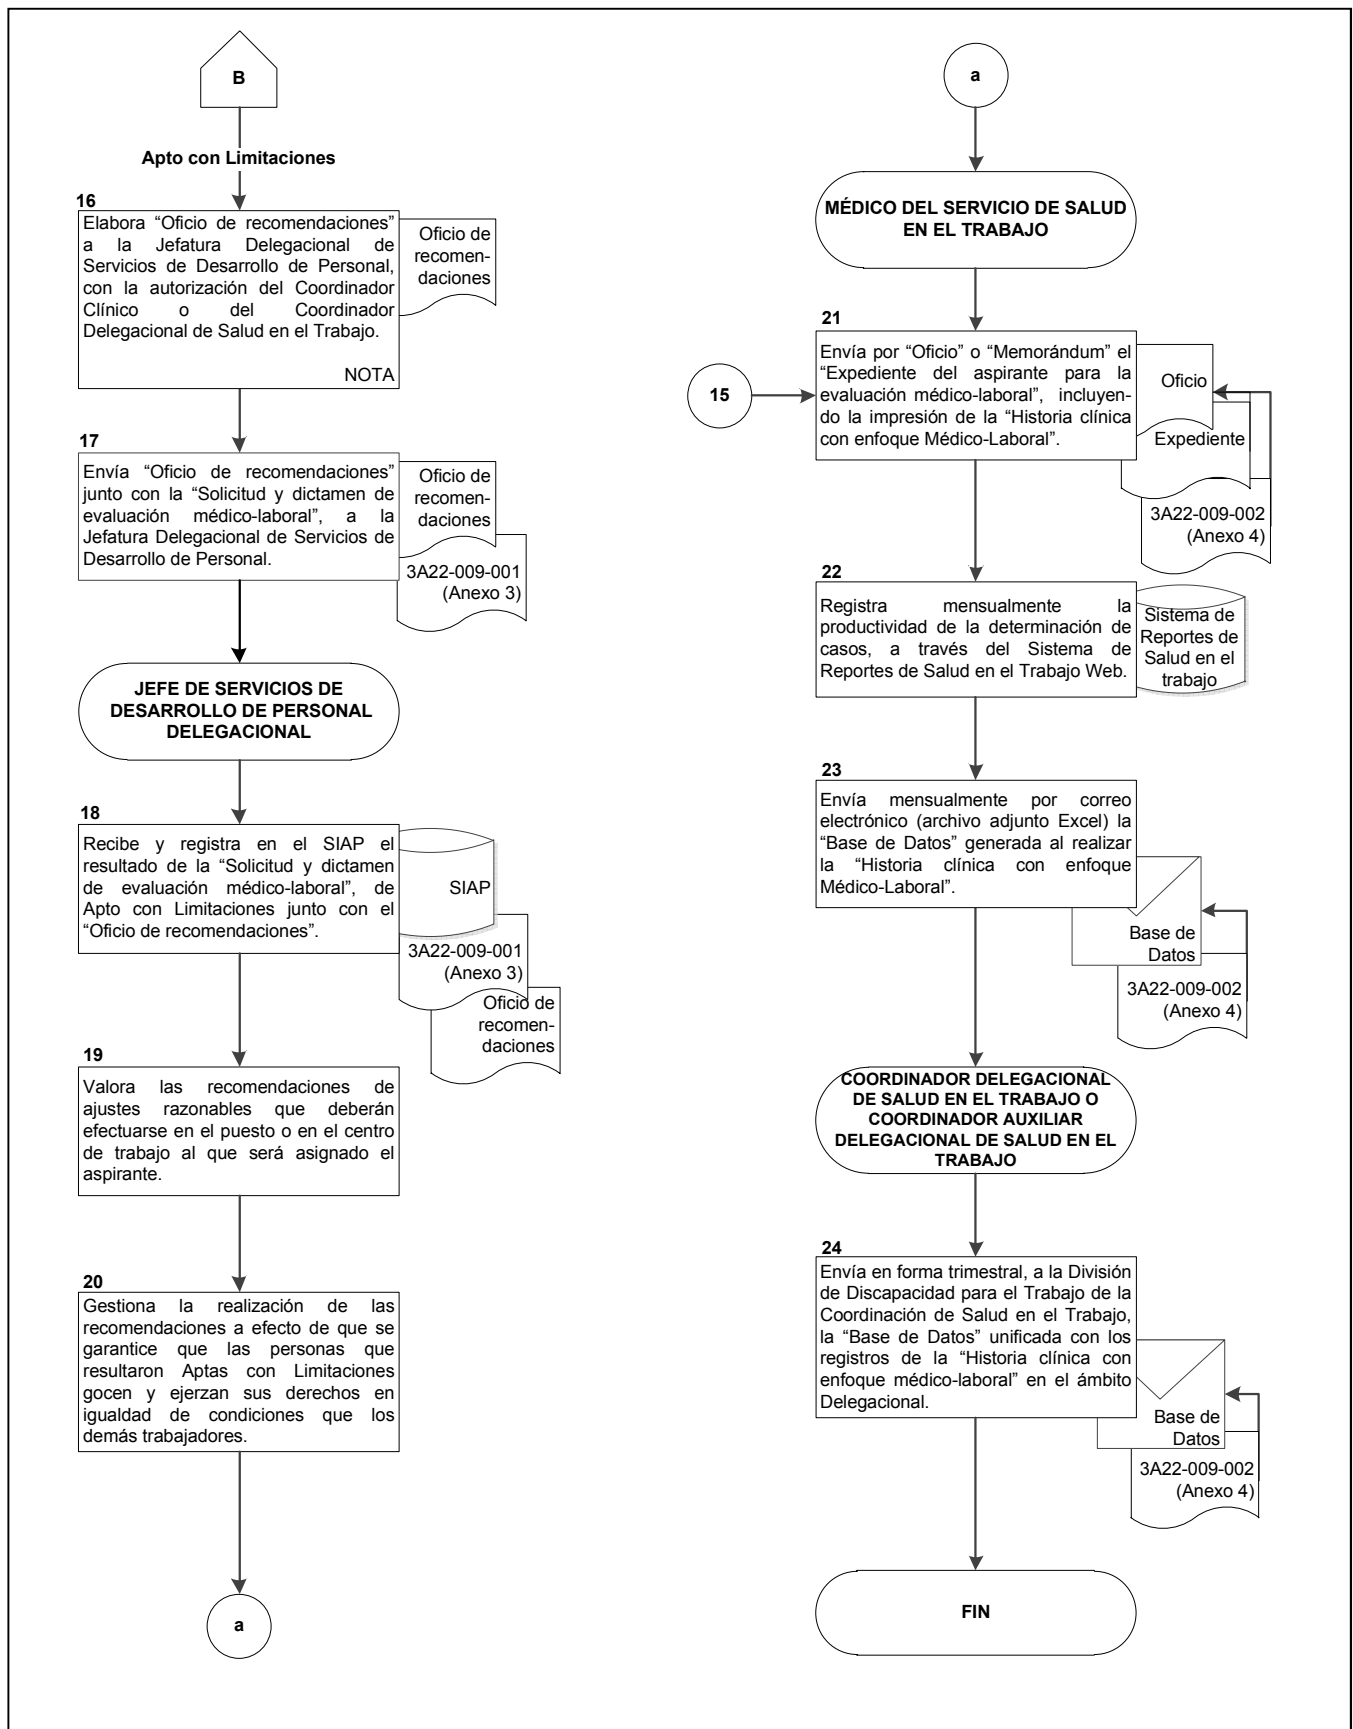 B
Apto con Limitaciones
16
Elabora “Oficio de recomendaciones”
a la Jefatura Delegacional de
Servicios de Desarrollo de Personal,
con la autorización del Coordinador
Clínico o del Coordinador
Delegacional de Salud en el Trabajo.
NOTA
Oficio de
recomen-
daciones
17
Envía “Oficio de recomendaciones”
junto con la “Solicitud y dictamen de
evaluación médico-laboral”, a la
Jefatura Delegacional de Servicios de
Desarrollo de Personal.
Oficio de
recomen-
daciones
3A22-009-001
(Anexo 3)
JEFE DE SERVICIOS DE
DESARROLLO DE PERSONAL
DELEGACIONAL
18
Recibe y registra en el SIAP el
resultado de la “Solicitud y dictamen
de evaluación médico-laboral”, de
Apto con Limitaciones junto con el
“Oficio de recomendaciones”.
SIAP
3A22-009-001
(Anexo 3)
Oficio de
recomen-
daciones
19
Valora las recomendaciones de
ajustes razonables que deberán
efectuarse en el puesto o en el centro
de trabajo al que será asignado el
aspirante.
20
Gestiona la realización de las
recomendaciones a efecto de que se
garantice que las personas que
resultaron Aptas con Limitaciones
gocen y ejerzan sus derechos en
igualdad de condiciones que los
demás trabajadores.
a
a
MÉDICO DEL SERVICIO DE SALUD
EN EL TRABAJO
21
15
Envía por “Oficio” o “Memorándum” el
“Expediente del aspirante para la
evaluación médico-laboral”, incluyen-
do la impresión de la “Historia clínica
con enfoque Médico-Laboral”.
Oficio
Expediente
3A22-009-002
(Anexo 4)
22
Registra mensualmente la
productividad de la determinación de
casos, a través del Sistema de
Reportes de Salud en el Trabajo Web.
Sistema de
Reportes de
Salud en el
trabajo
23
Envía mensualmente por correo
electrónico (archivo adjunto Excel) la
“Base de Datos” generada al realizar
la “Historia clínica con enfoque
Médico-Laboral”.
Base de
Datos
3A22-009-002
(Anexo 4)
COORDINADOR DELEGACIONAL
DE SALUD EN EL TRABAJO O
COORDINADOR AUXILIAR
DELEGACIONAL DE SALUD EN EL
TRABAJO
24
Envía en forma trimestral, a la División
de Discapacidad para el Trabajo de la
Coordinación de Salud en el Trabajo,
la “Base de Datos” unificada con los
registros de la “Historia clínica con
enfoque médico-laboral” en el ámbito
Delegacional.
Base de
Datos
3A22-009-002
(Anexo 4)
FIN